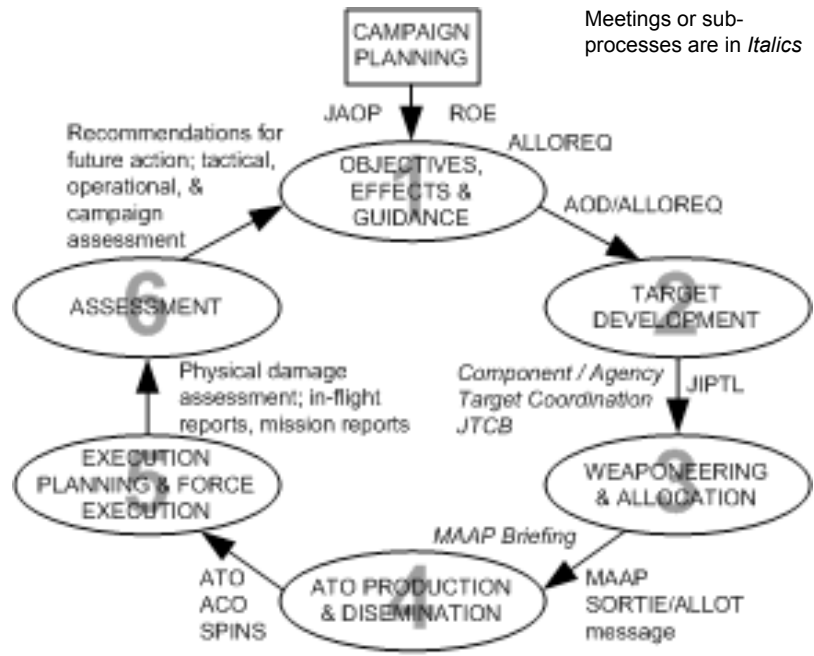 Meetings or sub-
processes are in Italics
CAMPAIGN
PLANNING
JAOP
ROE
ALLOREQ
1
OBJECTIVES,
EFFECTS &
GUIDANCE
AOD/ALLOREQ
2
TARGET
DEVELOPMENT
Component / Agency
Target Coordination
JTCB
JIPTL
3
WEAPONEERING
& ALLOCATION
MAAP Briefing
MAAP
SORTIE/ALLOT
message
4
ATO PRODUCTION
& DISEMINATION
ATO
ACO
SPINS
5
EXECUTION
PLANNING & FORCE
EXECUTION
Physical damage
assessment; in-flight
reports, mission reports
6
ASSESSMENT
Recommendations for
future action; tactical,
operational, &
campaign
assessment